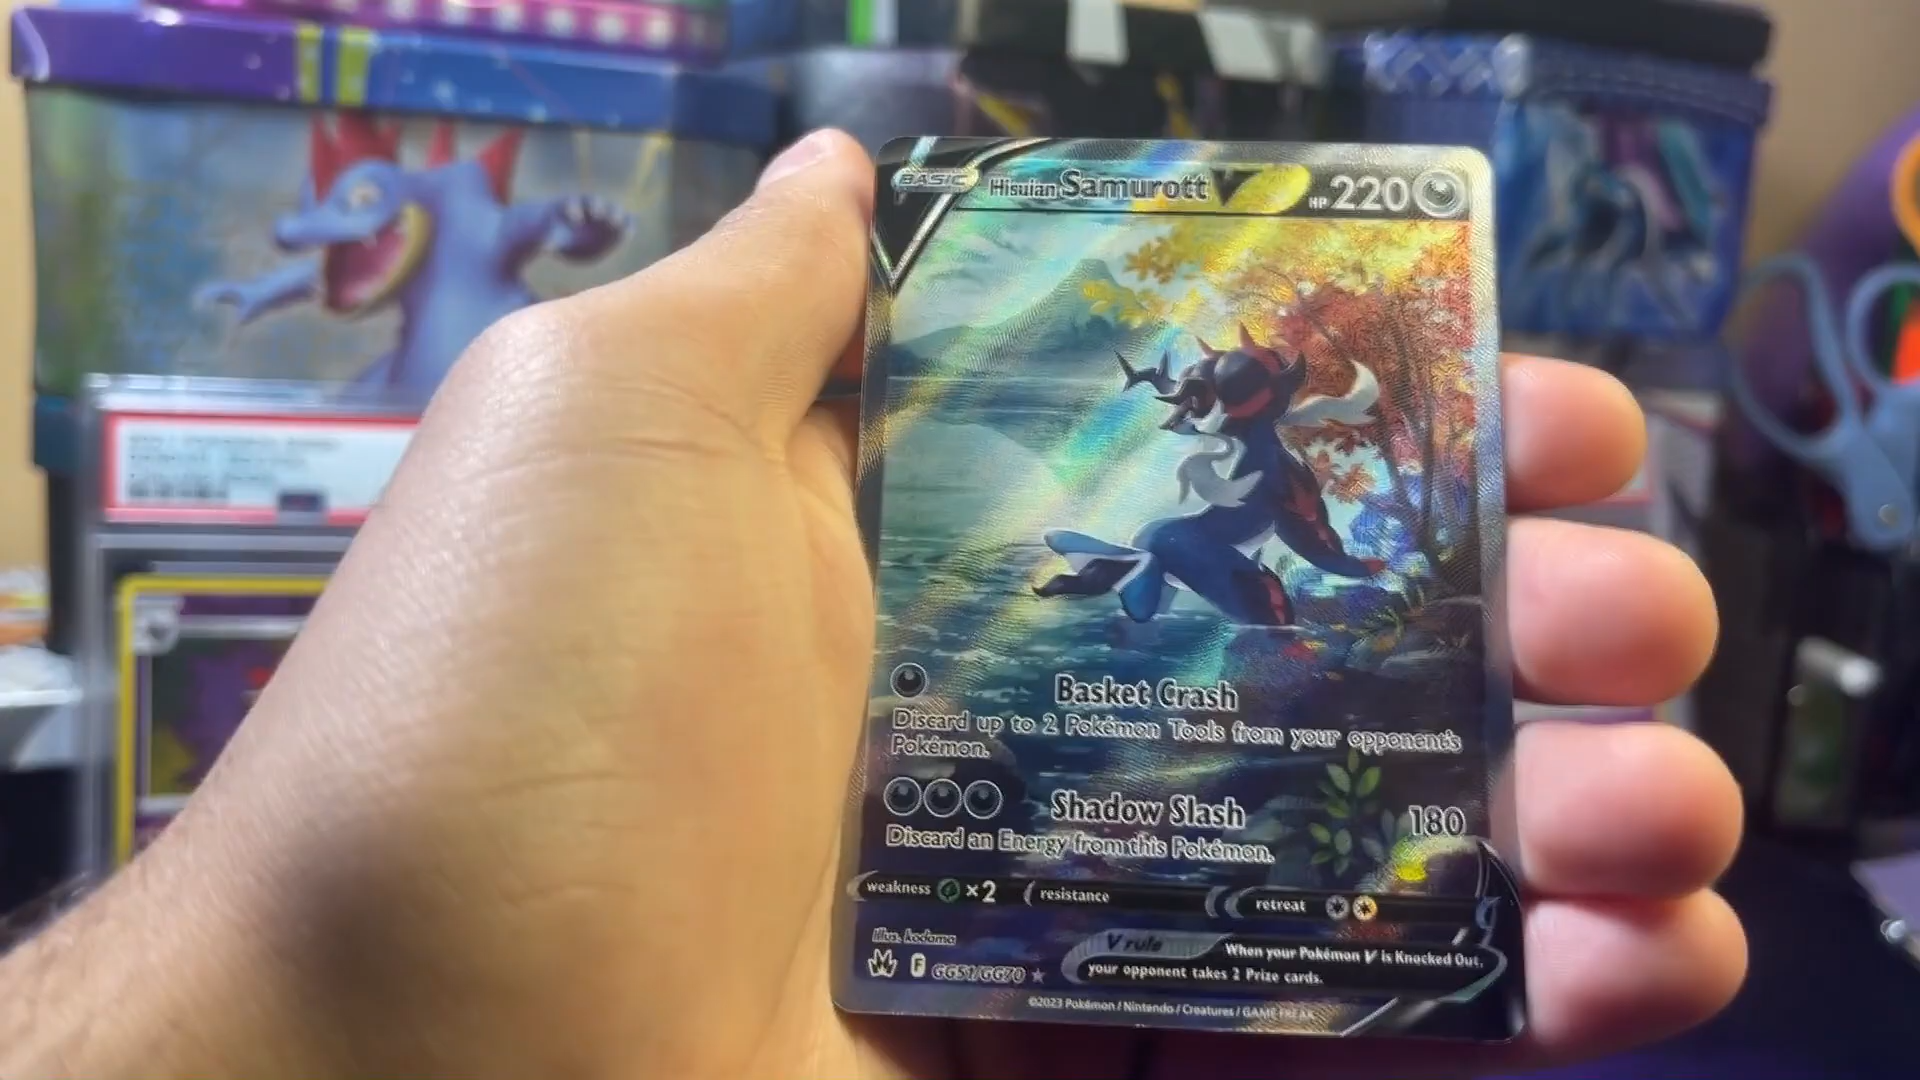 BASIC Hisuian Samurott V HP 220
Basket Crash
Discard up to 2 Pokémon Tools from your opponent's
Pokémon.
Shadow Slash 180
Discard an Energy from this Pokémon.
weakness ×2 resistance retreat
Illus. kodama
V rule When your Pokémon V is Knocked Out,
your opponent takes 2 Prize cards.
F GG51/GG70
©2023 Pokémon / Nintendo / Creatures / GAME FREAK